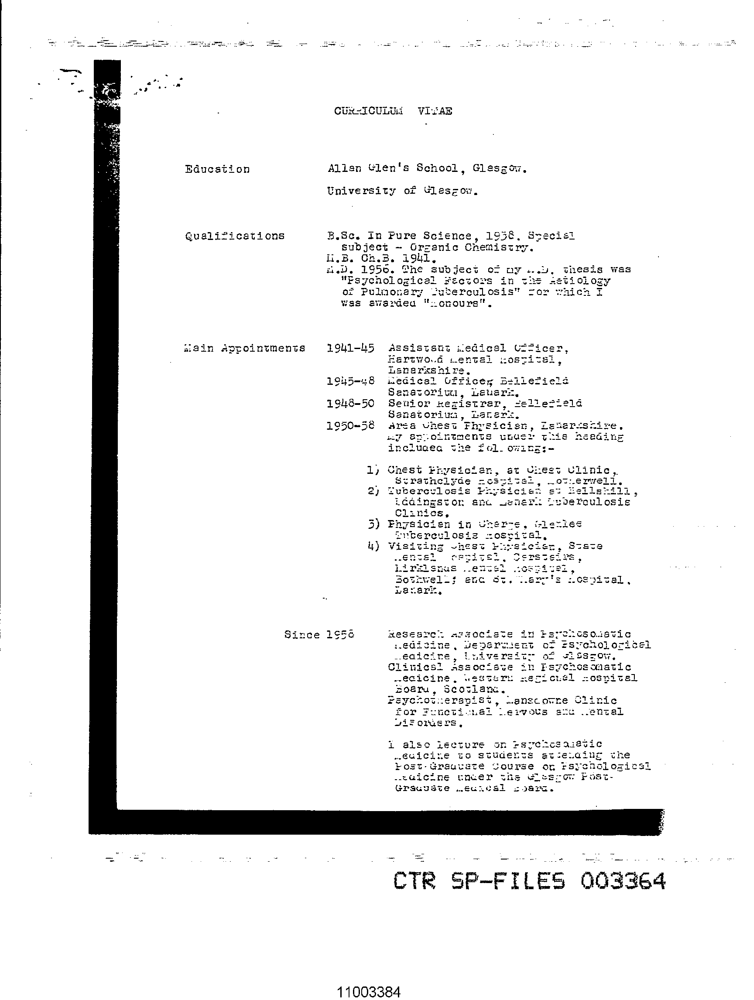 CURRICULUM VITAE
Education Allan Glen's School, Glasgow.
University of Glasgow.
Qualifications B.Sc. In Pure Science, 1938, Special
subject - Organic Chemistry.
M.B. Ch.B. 1941.
M.D. 1956. The subject of my M.D. thesis was
"Psychological Factors in the Aetiology
of Pulmonary Tuberculosis" for which I
was awarded "Honours".
Main Appointments 1941-45 Assistant Medical Officer,
Hartwood Mental Hospital,
Lanarkshire.
1945-48 Medical Officer Bellefield
Sanatorium, Lanark.
1948-50 Senior Registrar, Bellefield
Sanatorium, Lanark.
1950-58 Area Chest Physician, Lanarkshire.
My appointments under this heading
included the following:-
1) Chest Physician, at Chest Clinic,
Strathclyde Hospital, Motherwell.
2) Tuberculosis Physician at Bellshill,
Uddingston and Lanark Tuberculosis
Clinics.
3) Physician in Charge, Glenlee
Tuberculosis Hospital.
4) Visiting Chest Physician, State
Mental Hospital, Carstairs,
Kirklands Mental Hospital,
Bothwell; and St. Mary's Hospital,
Lanark.
Since 1958 Research Associate in Psychosomatic
Medicine, Department of Psychological
Medicine, University of Glasgow.
Clinical Associate in Psychosomatic
Medicine, Western Regional Hospital
Board, Scotland.
Psychotherapist, Lansdowne Clinic
for Functional Nervous and Mental
Disorders.
I also lecture on Psychosomatic
Medicine to students attending the
Post-Graduate Course on Psychological
Medicine under the Glasgow Post-
Graduate Medical Board.
CTR SP-FILES 003364
11003384